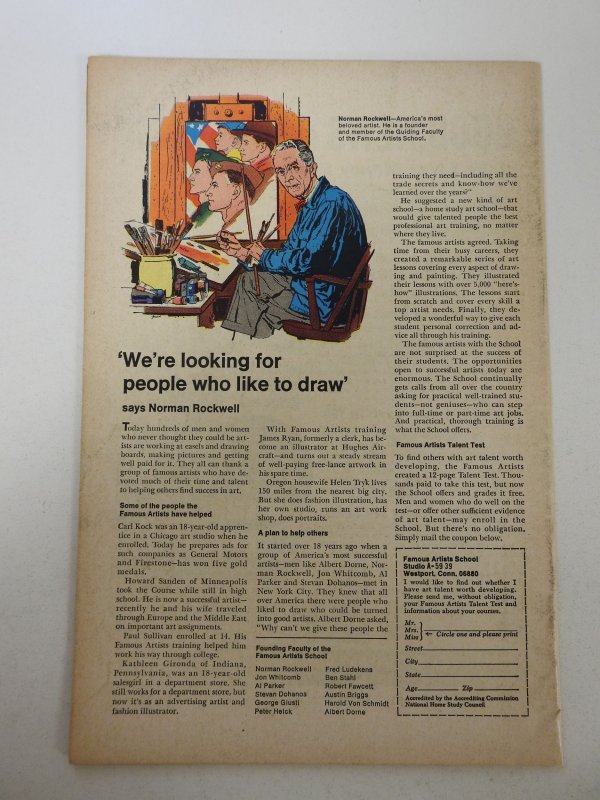 Norman Rockwell—America's most
beloved artist. He is a founder
and member of the Guiding Faculty
of the Famous Artists School.
'We're looking for
people who like to draw'
says Norman Rockwell
Today hundreds of men and women
who never thought they could be art-
ists are working at easels and drawing
boards, making pictures and getting
well paid for it. They all can thank a
group of famous artists who have de-
voted much of their time and talent
to helping others find success in art.
Some of the people the
Famous Artists have helped
Carl Kock was an 18-year-old appren-
tice in a Chicago art studio when he
enrolled. Today he prepares ads for
such companies as General Motors
and Firestone—has won five gold
medals.
Howard Sanden of Minneapolis
took the Course while still in high
school. He is now a successful artist—
recently he and his wife traveled
through Europe and the Middle East
on important art assignments.
Paul Sullivan enrolled at 14. His
Famous Artists training helped him
work his way through college.
Kathleen Gironda of Indiana,
Pennsylvania, was an 18-year-old
salesgirl in a department store. She
still works for a department store, but
now it's as an advertising artist and
fashion illustrator.
With Famous Artists training
James Ryan, formerly a clerk, has be-
come an illustrator at Hughes Air-
craft—and turns out a steady stream
of well-paying free-lance artwork in
his spare time.
Oregon housewife Helen Tryk lives
150 miles from the nearest big city.
But she does fashion illustration, has
her own studio, runs an art work
shop, does portraits.
A plan to help others
It started over 18 years ago when a
group of America's most successful
artists—men like Albert Dorne, Nor-
man Rockwell, Jon Whitcomb, Al
Parker and Stevan Dohanos—met in
New York City. They knew that all
over America there were people who
liked to draw who could be turned
into good artists. Albert Dorne asked,
"Why can't we give these people the
Founding Faculty of the
Famous Artists School
Norman Rockwell
Jon Whitcomb
Al Parker
Stevan Dohanos
George Giusti
Peter Helck
Fred Ludekens
Ben Stahl
Robert Fawcett
Austin Briggs
Harold Von Schmidt
Albert Dorne
training they need—including all the
trade secrets and know-how we've
learned over the years?"
He suggested a new kind of art
school—a home study art school—that
would give talented people the best
professional art training, no matter
where they live.
The famous artists agreed. Taking
time from their busy careers, they
created a remarkable series of art
lessons covering every aspect of draw-
ing and painting. They illustrated
their lessons with over 5,000 "here's-
how" illustrations. The lessons start
from scratch and cover every skill a
top artist needs. Finally, they de-
veloped a wonderful way to give each
student personal correction and ad-
vice all through his training.
The famous artists with the School
are not surprised at the success of
their students. The opportunities
open to successful artists today are
enormous. The School continually
gets calls from all over the country
asking for practical well-trained stu-
dents—not geniuses—who can step
into full-time or part-time art jobs.
And practical, thorough training is
what the School offers.
Famous Artists Talent Test
To find others with art talent worth
developing, the Famous Artists
created a 12-page Talent Test. Thou-
sands paid to take this test, but now
the School offers and grades it free.
Men and women who do well on the
test—or offer other sufficient evidence
of art talent—may enroll in the
School. But there's no obligation.
Simply mail the coupon below.
Famous Artists School
Studio A-59 39
Westport, Conn. 06880
I would like to find out whether I
have art talent worth developing.
Please send me, without obligation,
your Famous Artists Talent Test and
information about your courses.
Mr.
Mrs.
Miss
← Circle one and please print
Street
City
State
Age Zip
Accredited by the Accrediting Commission
National Home Study Council